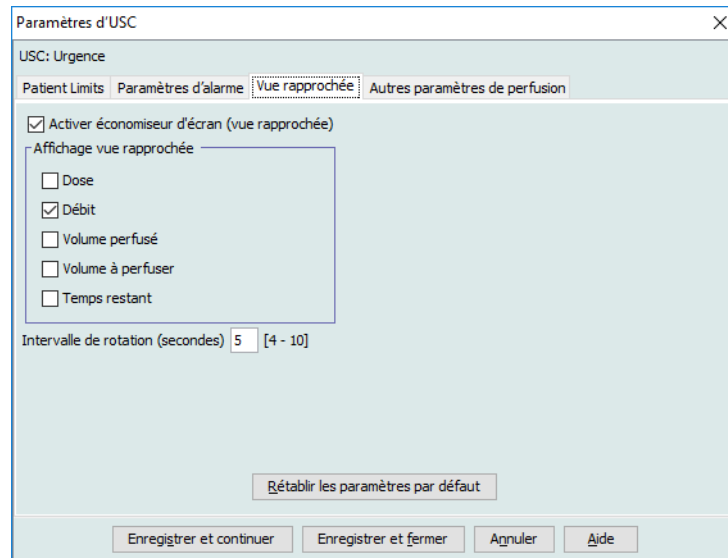 Paramètres d'USC
USC: Urgence
Patient Limits Paramètres d'alarme Vue rapprochée Autres paramètres de perfusion
Activer économiseur d'écran (vue rapprochée)
Affichage vue rapprochée
Dose
Débit
Volume perfusé
Volume à perfuser
Temps restant
Intervalle de rotation (secondes) 5 [4 - 10]
Rétablir les paramètres par défaut
Enregistrer et continuer Enregistrer et fermer Annuler Aide